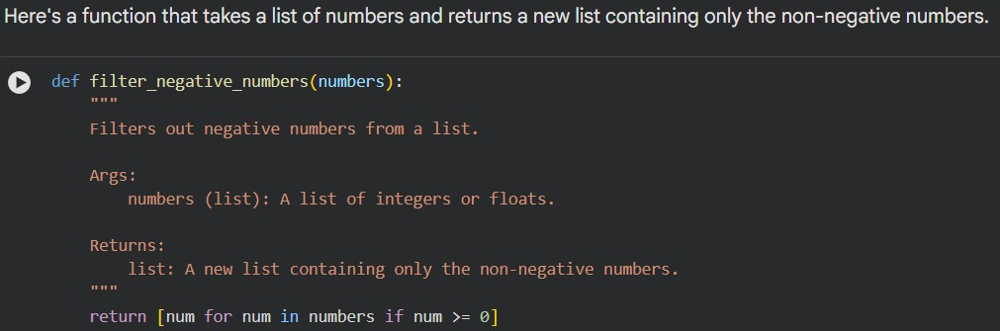 Here's a function that takes a list of numbers and returns a new list containing only the non-negative numbers.
def filter_negative_numbers(numbers):
    """
    Filters out negative numbers from a list.

    Args:
        numbers (list): A list of integers or floats.

    Returns:
        list: A new list containing only the non-negative numbers.
    """
    return [num for num in numbers if num >= 0]